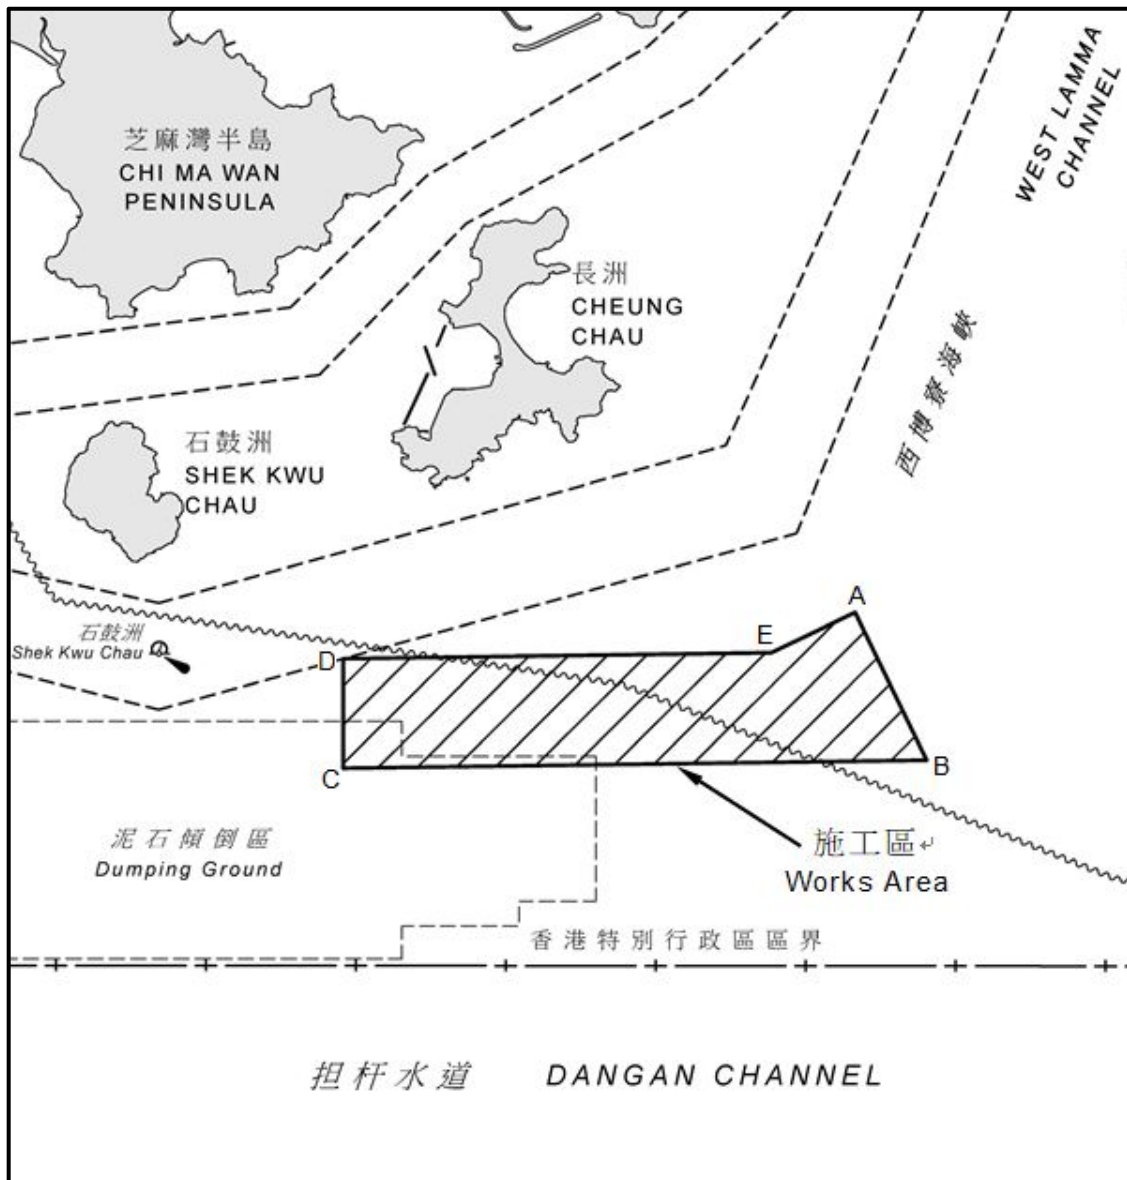 芝麻灣半島
CHI MA WAN
PENINSULA
WEST LAMMA
CHANNEL
長洲
CHEUNG
CHAU
西博寮海峽
石鼓洲
SHEK KWU
CHAU
A
E
石鼓洲
Shek Kwu Chau
D
B
C
泥石傾倒區
Dumping Ground
施工區
Works Area
香港特別行政區區界
担杆水道 DANGAN CHANNEL